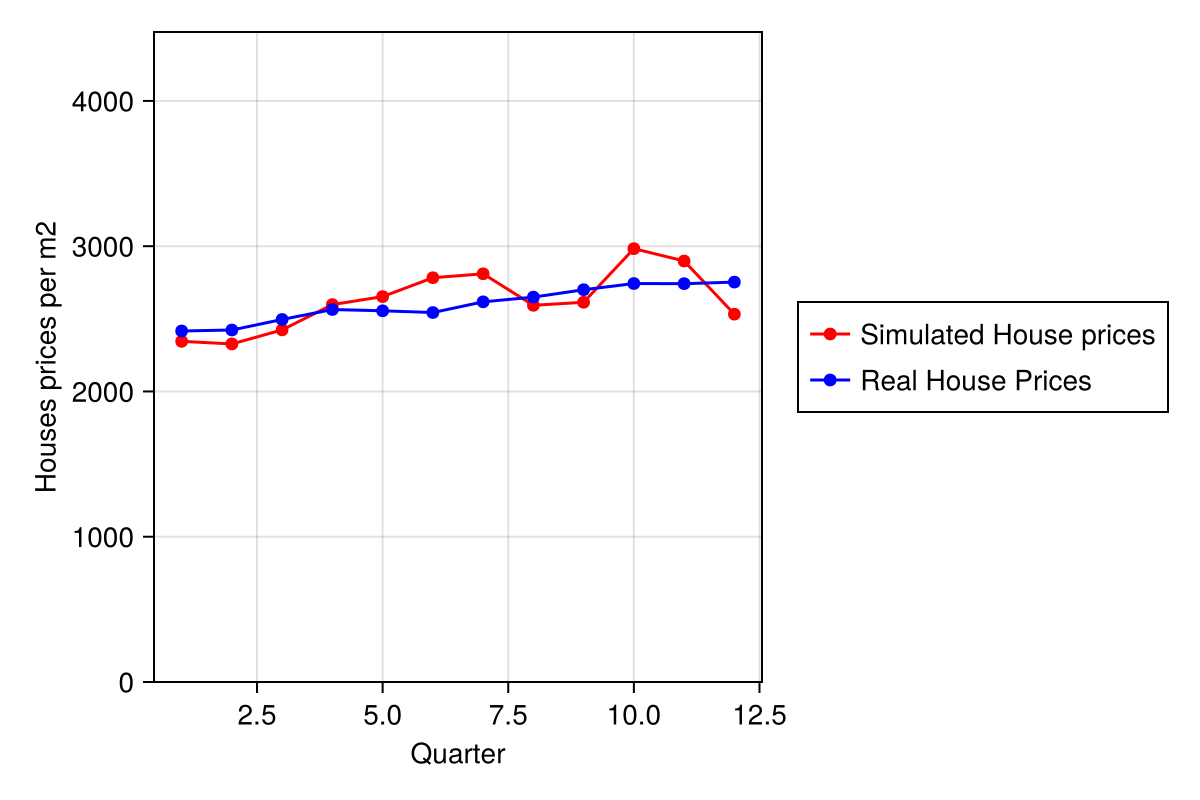 4000
3000
2000
1000
0
Houses prices per m2
2.5 5.0 7.5 10.0 12.5
Quarter
Simulated House prices
Real House Prices